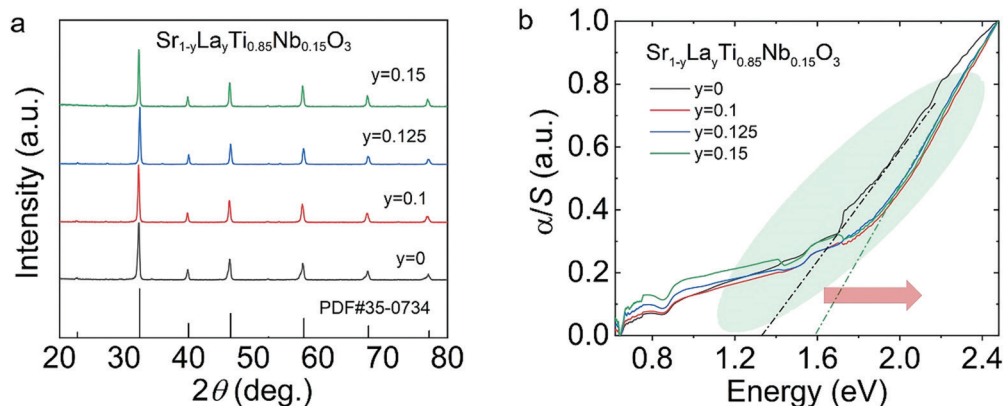 a
Sr1-yLayTi0.85Nb0.15O3
y=0.15
y=0.125
y=0.1
y=0
PDF#35-0734
Intensity (a.u.)
20 30 40 50 60 70 80
2θ (deg.)
b
Sr1-yLayTi0.85Nb0.15O3
y=0
y=0.1
y=0.125
y=0.15
α/S (a.u.)
1.0
0.8
0.6
0.4
0.2
0.0
0.8 1.2 1.6 2.0 2.4
Energy (eV)